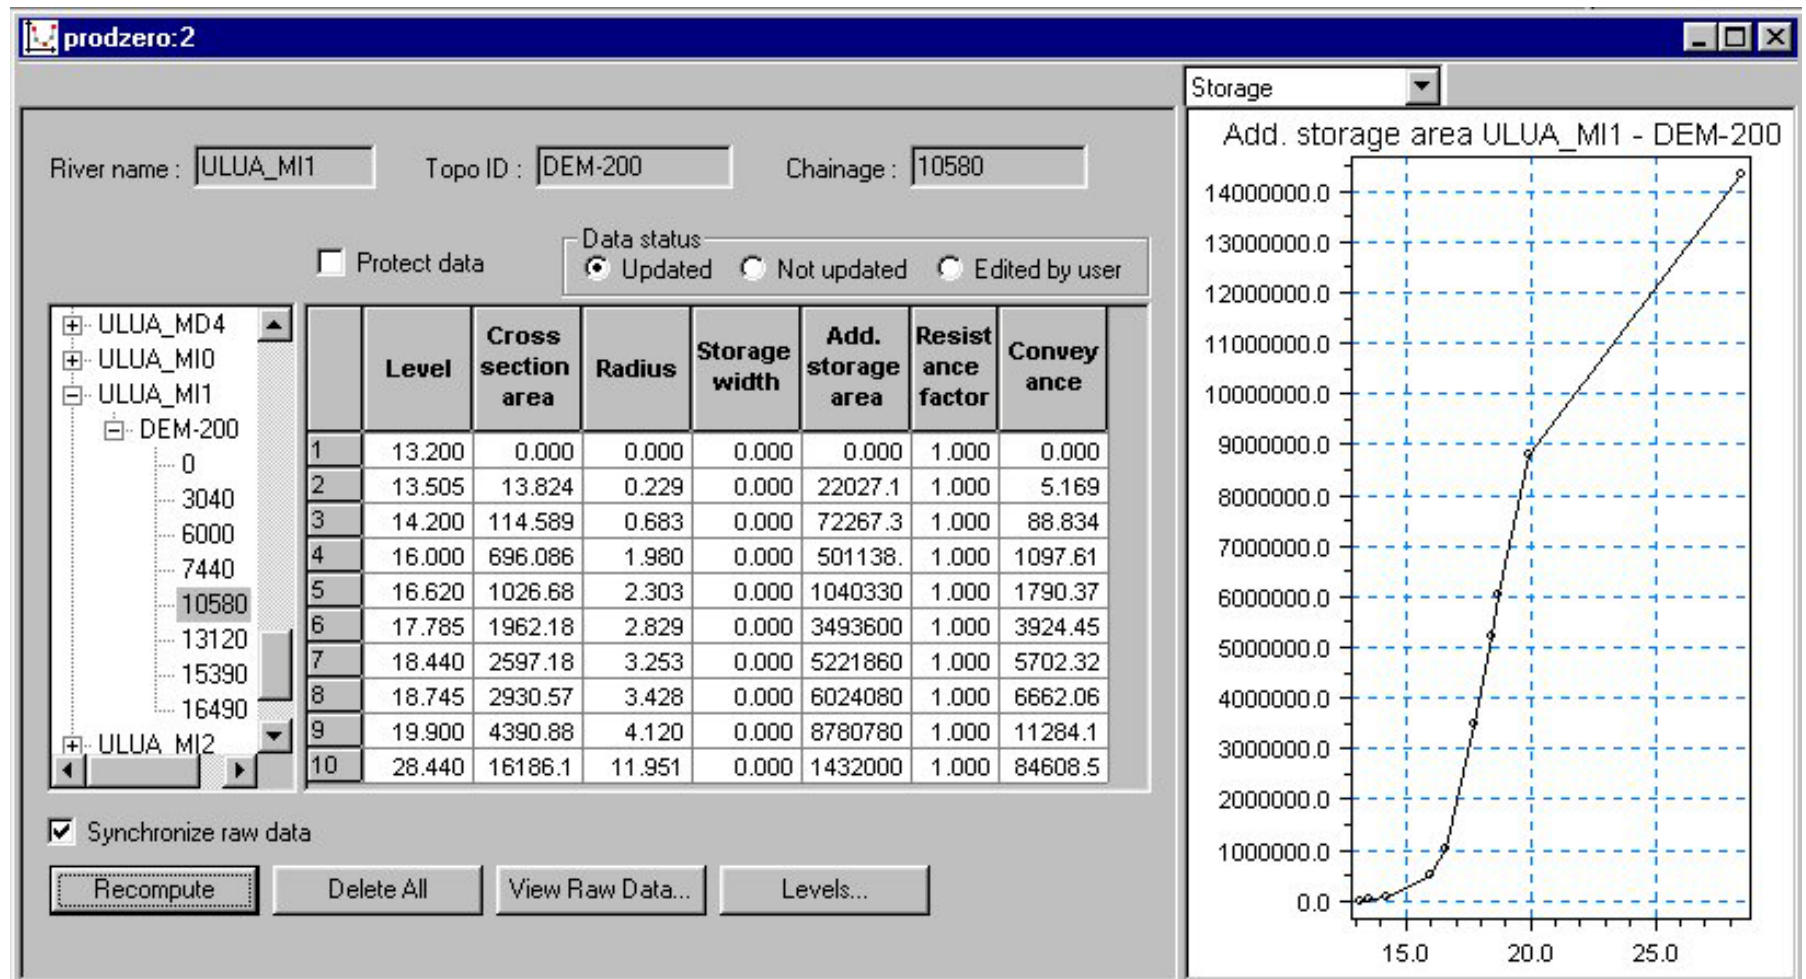 prodzero:2
Storage
River name : ULUA_MI1 Topo ID : DEM-200 Chainage : 10580
Protect data
Data status
Updated Not updated Edited by user
ULUA_MD4
ULUA_MI0
ULUA_MI1
DEM-200
0
3040
6000
7440
10580
13120
15390
16490
ULUA_MI2
Level Cross section area Radius Storage width Add. storage area Resist ance factor Convey ance
1 13.200 0.000 0.000 0.000 0.000 1.000 0.000
2 13.505 13.824 0.229 0.000 22027.1 1.000 5.169
3 14.200 114.589 0.683 0.000 72267.3 1.000 88.834
4 16.000 696.086 1.980 0.000 501138. 1.000 1097.61
5 16.620 1026.68 2.303 0.000 1040330 1.000 1790.37
6 17.785 1962.18 2.829 0.000 3493600 1.000 3924.45
7 18.440 2597.18 3.253 0.000 5221860 1.000 5702.32
8 18.745 2930.57 3.428 0.000 6024080 1.000 6662.06
9 19.900 4390.88 4.120 0.000 8780780 1.000 11284.1
10 28.440 16186.1 11.951 0.000 1432000 1.000 84608.5
Synchronize raw data
Recompute Delete All View Raw Data... Levels...
Add. storage area ULUA_MI1 - DEM-200
14000000.0
13000000.0
12000000.0
11000000.0
10000000.0
9000000.0
8000000.0
7000000.0
6000000.0
5000000.0
4000000.0
3000000.0
2000000.0
1000000.0
0.0
15.0 20.0 25.0